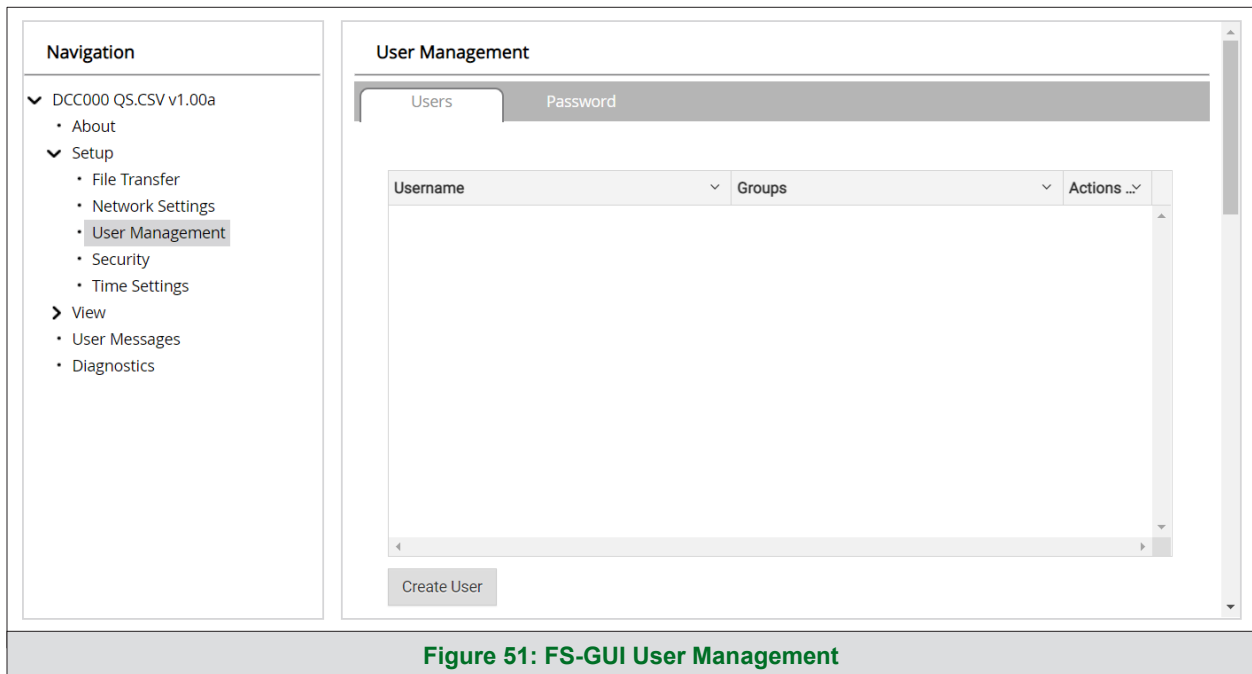 Navigation
DCC000 QS.CSV v1.00a
About
Setup
File Transfer
Network Settings
User Management
Security
Time Settings
View
User Messages
Diagnostics
User Management
Users Password
Username Groups Actions ...
Create User
Figure 51: FS-GUI User Management